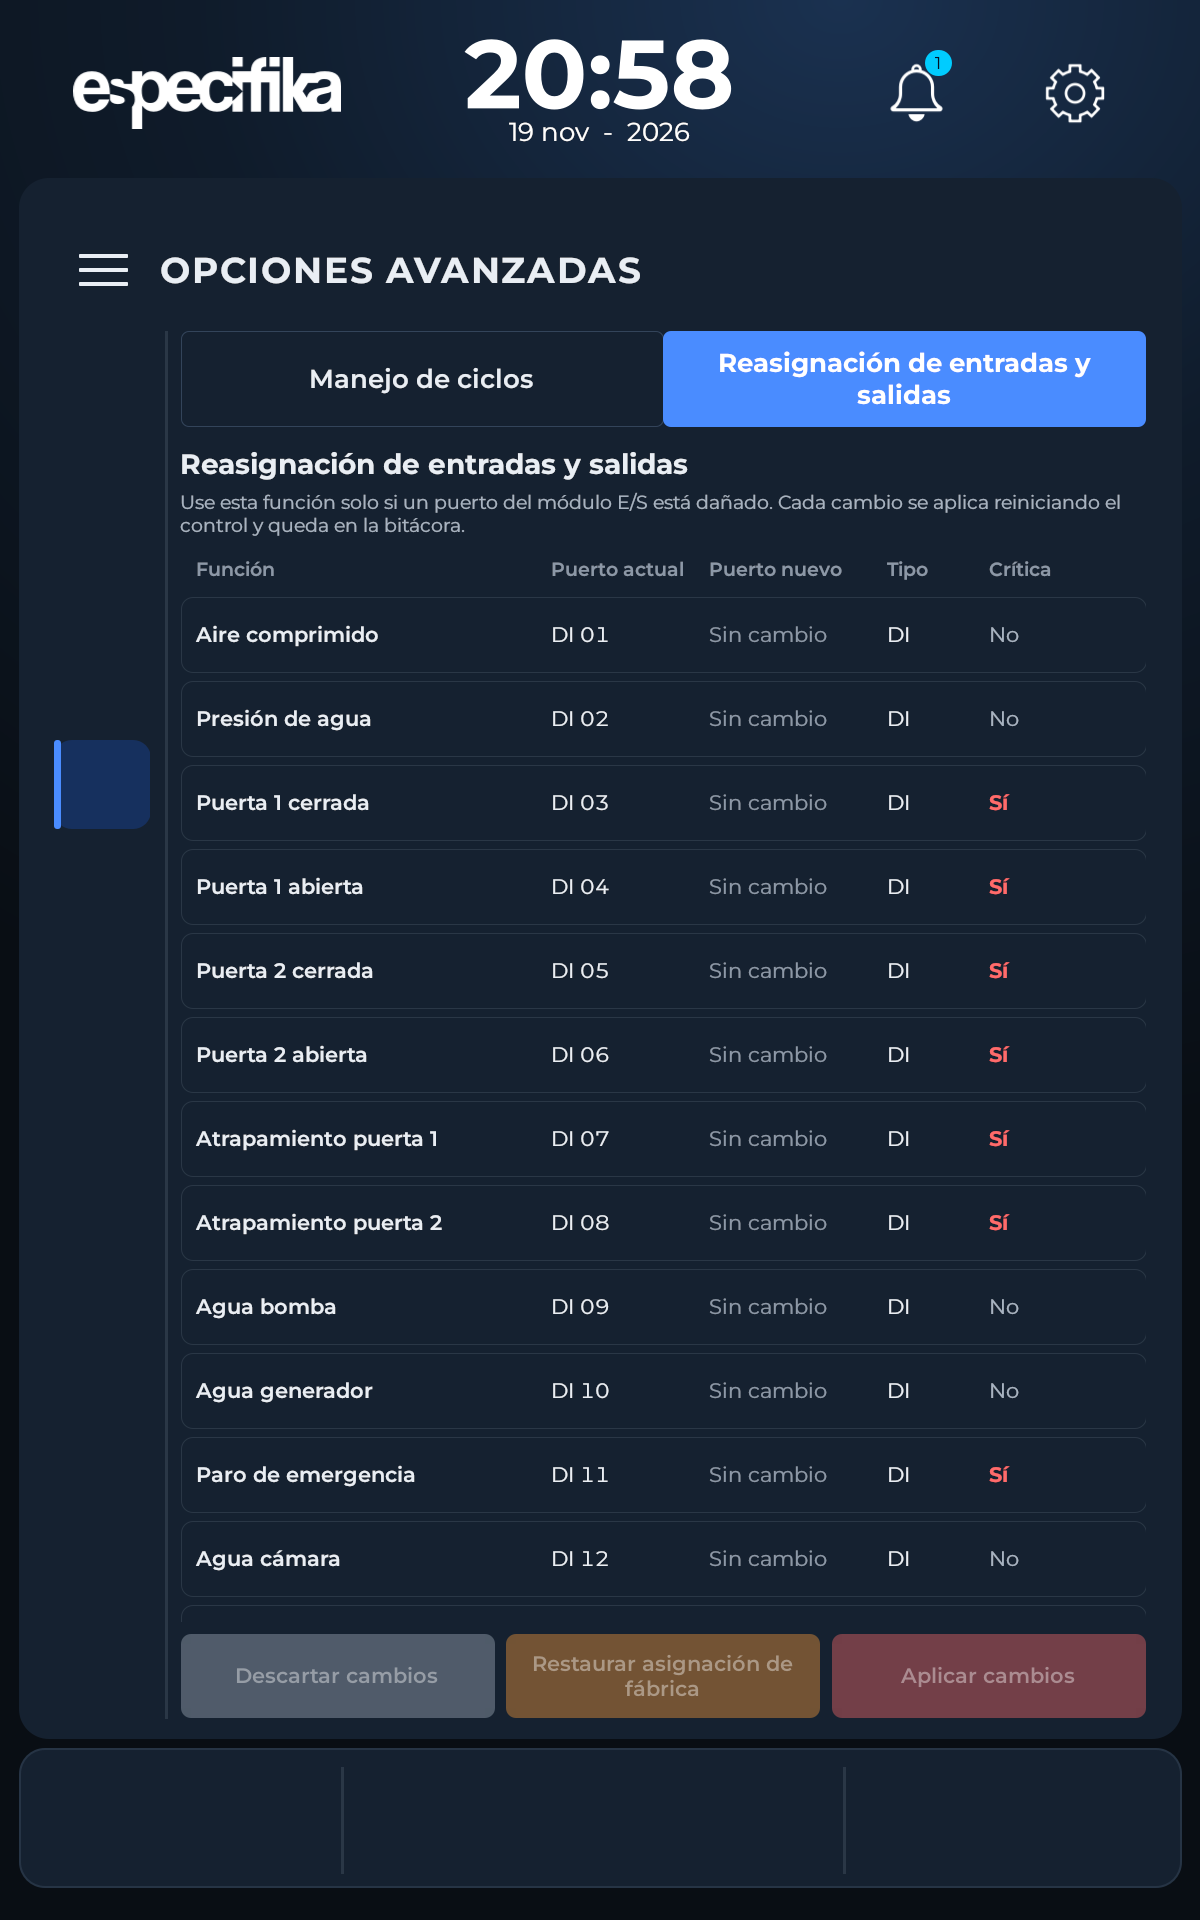 especifika
20:58
19 nov - 2026
1
OPCIONES AVANZADAS
Manejo de ciclos
Reasignación de entradas y
salidas
Reasignación de entradas y salidas
Use esta función solo si un puerto del módulo E/S está dañado. Cada cambio se aplica reiniciando el
control y queda en la bitácora.
Función Puerto actual Puerto nuevo Tipo Crítica
Aire comprimido DI 01 Sin cambio DI No
Presión de agua DI 02 Sin cambio DI No
Puerta 1 cerrada DI 03 Sin cambio DI Sí
Puerta 1 abierta DI 04 Sin cambio DI Sí
Puerta 2 cerrada DI 05 Sin cambio DI Sí
Puerta 2 abierta DI 06 Sin cambio DI Sí
Atrapamiento puerta 1 DI 07 Sin cambio DI Sí
Atrapamiento puerta 2 DI 08 Sin cambio DI Sí
Agua bomba DI 09 Sin cambio DI No
Agua generador DI 10 Sin cambio DI No
Paro de emergencia DI 11 Sin cambio DI Sí
Agua cámara DI 12 Sin cambio DI No
Descartar cambios
Restaurar asignación de
fábrica
Aplicar cambios